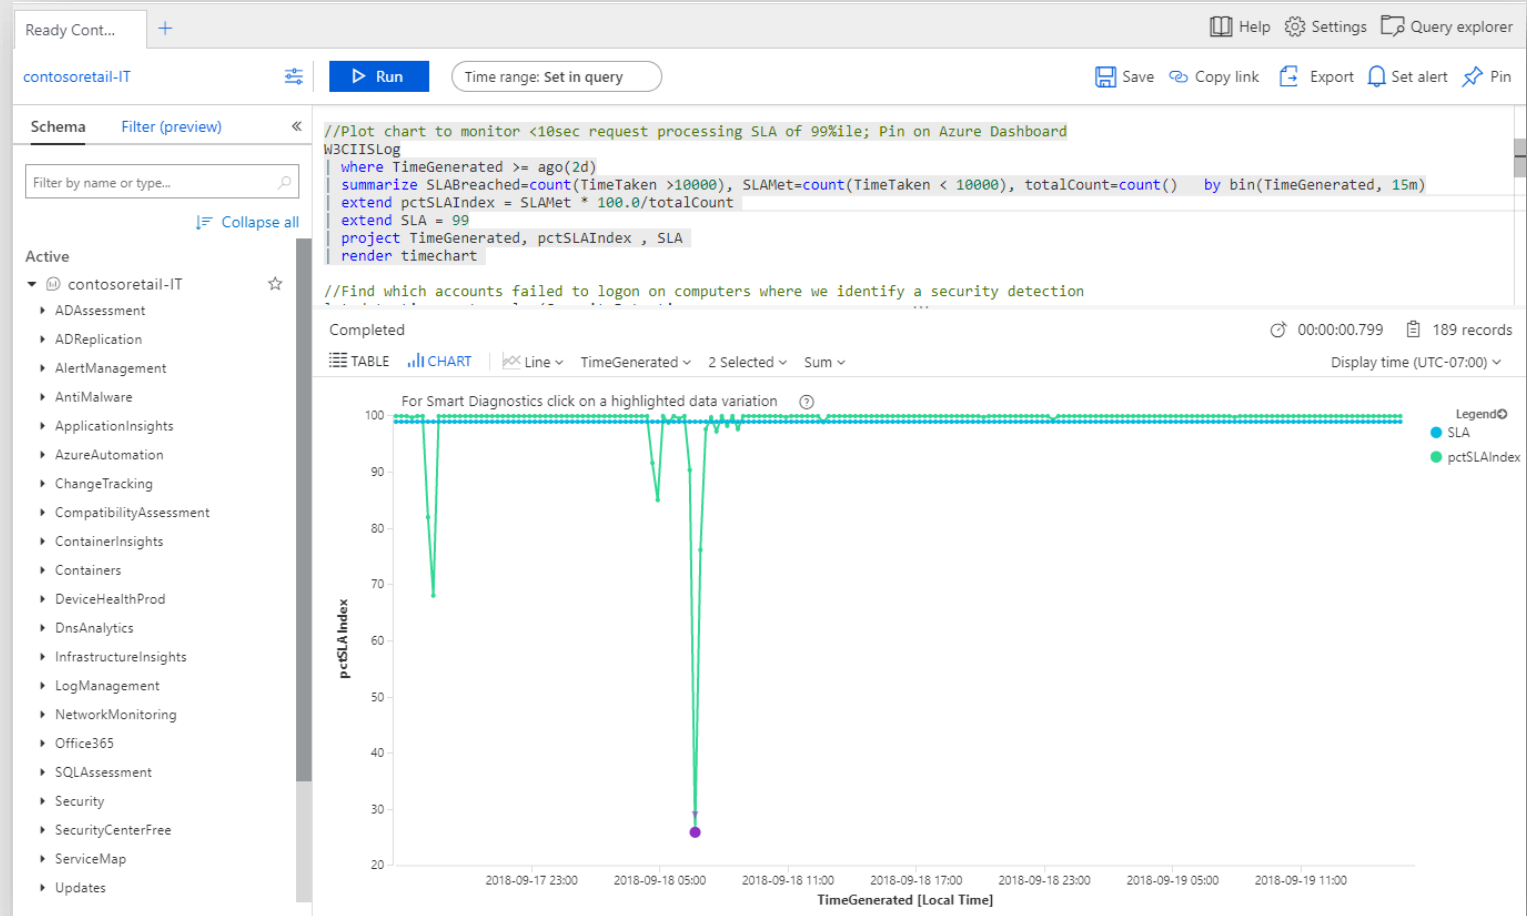 Ready Cont...
Help
Settings
Query explorer
contosoretail-IT
Run
Time range: Set in query
Save
Copy link
Export
Set alert
Pin
Schema
Filter (preview)
Filter by name or type...
Collapse all
Active
contosoretail-IT
ADAssessment
ADReplication
AlertManagement
AntiMalware
ApplicationInsights
AzureAutomation
ChangeTracking
CompatibilityAssessment
ContainerInsights
Containers
DeviceHealthProd
DnsAnalytics
InfrastructureInsights
LogManagement
NetworkMonitoring
Office365
SQLAssessment
Security
SecurityCenterFree
ServiceMap
Updates
//Plot chart to monitor <10sec request processing SLA of 99%ile; Pin on Azure Dashboard
W3CIISLog
| where TimeGenerated >= ago(2d)
| summarize SLABreached=count(TimeTaken >10000), SLAMet=count(TimeTaken < 10000), totalCount=count()   by bin(TimeGenerated, 15m)
| extend pctSLAIndex = SLAMet * 100.0/totalCount
| extend SLA = 99
| project TimeGenerated, pctSLAIndex , SLA
| render timechart
//Find which accounts failed to logon on computers where we identify a security detection
Completed
00:00:00.799
189 records
TABLE
CHART
Line
TimeGenerated
2 Selected
Sum
Display time (UTC-07:00)
For Smart Diagnostics click on a highlighted data variation
Legend
SLA
pctSLAIndex
pctSLAIndex
100
90
80
70
60
50
40
30
20
2018-09-17 23:00
2018-09-18 05:00
2018-09-18 11:00
2018-09-18 17:00
2018-09-18 23:00
2018-09-19 05:00
2018-09-19 11:00
TimeGenerated [Local Time]